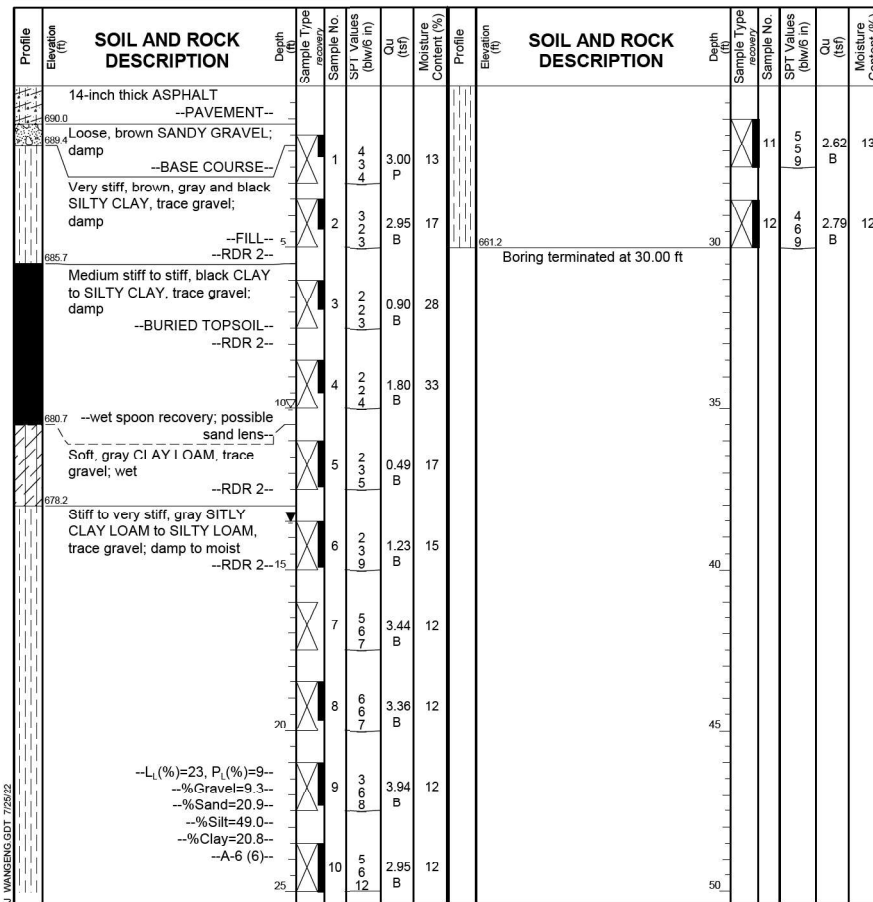 Profile
Elevation
(ft)
SOIL AND ROCK
DESCRIPTION
Depth
(ft)
Sample Type
recovery
Sample No.
SPT Values
(blw/6 in)
Qu
(tsf)
Moisture
Content (%)
14-inch thick ASPHALT
--PAVEMENT--
690.0
Loose, brown SANDY GRAVEL;
689.4
damp
--BASE COURSE--
1
4
3
4
3.00
P
13
Very stiff, brown, gray and black
SILTY CLAY, trace gravel;
damp
--FILL--
5
--RDR 2--
2
3
2
3
2.95
B
17
685.7
Medium stiff to stiff, black CLAY
to SILTY CLAY, trace gravel;
damp
--BURIED TOPSOIL--
--RDR 2--
3
2
2
3
0.90
B
28
4
2
2
4
1.80
B
33
10
680.7
--wet spoon recovery; possible
sand lens--
Soft, gray CLAY LOAM, trace
gravel; wet
--RDR 2--
5
2
3
5
0.49
B
17
678.2
Stiff to very stiff, gray SITLY
CLAY LOAM to SILTY LOAM,
trace gravel; damp to moist
--RDR 2--
15
6
2
3
9
1.23
B
15
7
5
6
7
3.44
B
12
8
6
6
7
3.36
B
12
20
--LL(%)=23, PL(%)=9--
--%Gravel=9.3--
--%Sand=20.9--
--%Silt=49.0--
--%Clay=20.8--
--A-6 (6)--
9
3
6
8
3.94
B
12
10
5
6
12
2.95
B
12
25
WANGENG.GDT 7/25/22
Profile
Elevation
(ft)
SOIL AND ROCK
DESCRIPTION
Depth
(ft)
Sample Type
recovery
Sample No.
SPT Values
(blw/6 in)
Qu
(tsf)
Moisture
Content (%)
11
5
5
9
2.62
B
13
12
4
6
9
2.79
B
12
30
661.2
Boring terminated at 30.00 ft
35
40
45
50